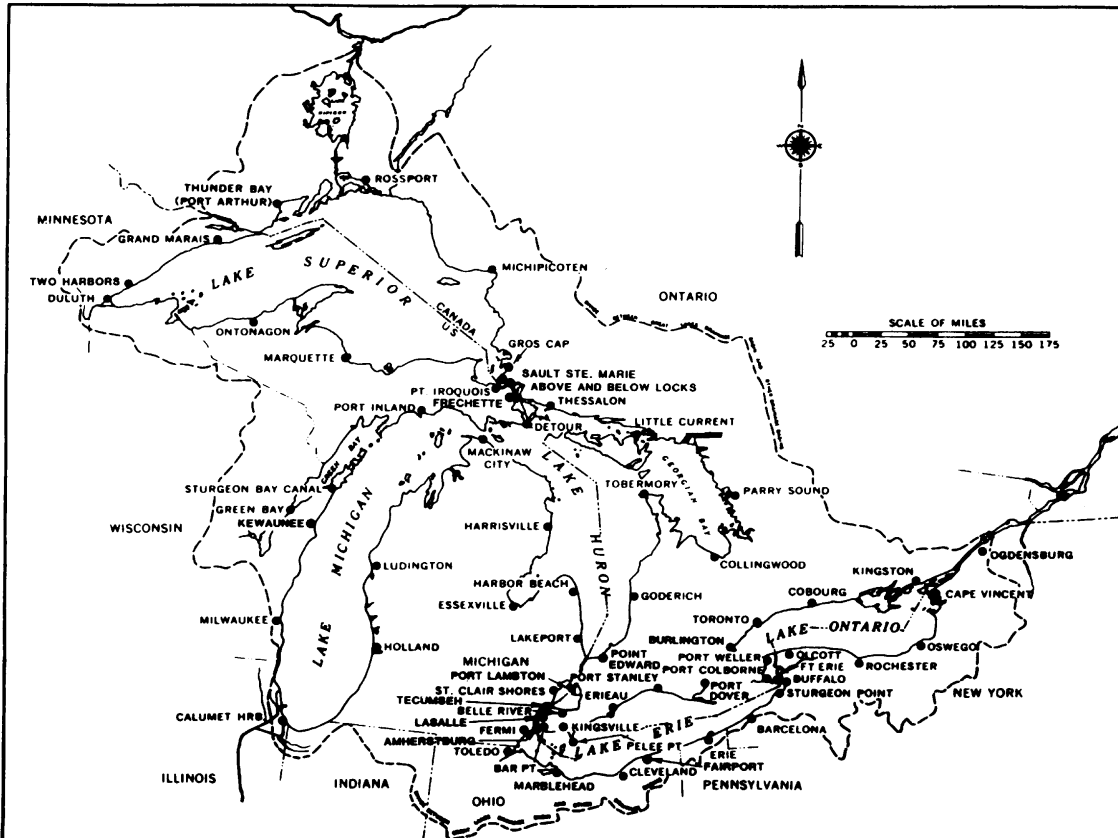 NIPIGON
ROSSPORT
THUNDER BAY
(PORT ARTHUR)
MINNESOTA
GRAND MARAIS
TWO HARBORS
DULUTH
LAKE SUPERIOR
MICHIPICOTEN
ONTARIO
CANADA
US
ONTONAGON
MARQUETTE
GROS CAP
SCALE OF MILES
25 0 25 50 75 100 125 150 175
SAULT STE. MARIE
ABOVE AND BELOW LOCKS
PT. IROQUOIS
FRECHETTE
THESSALON
PORT INLAND
DETOUR
LITTLE CURRENT
MACKINAW
CITY
GREEN BAY
STURGEON BAY CANAL
GREEN BAY
KEWAUNEE
WISCONSIN
LAKE MICHIGAN
LAKE HURON
GEORGIAN BAY
TOBERMORY
PARRY SOUND
HARRISVILLE
COLLINGWOOD
OGDENSBURG
KINGSTON
CAPE VINCENT
LUDINGTON
HARBOR BEACH
ESSEXVILLE
GODERICH
COBOURG
TORONTO
LAKE ONTARIO
MILWAUKEE
HOLLAND
LAKEPORT
BURLINGTON
OSWEGO
MICHIGAN
POINT
EDWARD
PORT WELLER
OLCOTT
ROCHESTER
PORT LAMBTON
PORT STANLEY
PORT COLBORNE
FT ERIE
BUFFALO
ST. CLAIR SHORES
ERIEAU
PORT
DOVER
STURGEON POINT
NEW YORK
TECUMSEH
BELLE RIVER
LASALLE
CALUMET HRB.
FERMI
KINGSVILLE
LAKE ERIE
BARCELONA
AMHERSTBURG
PELEE PT
TOLEDO
ERIE
BAR PT
FAIRPORT
MARBLEHEAD
CLEVELAND
PENNSYLVANIA
ILLINOIS
INDIANA
OHIO